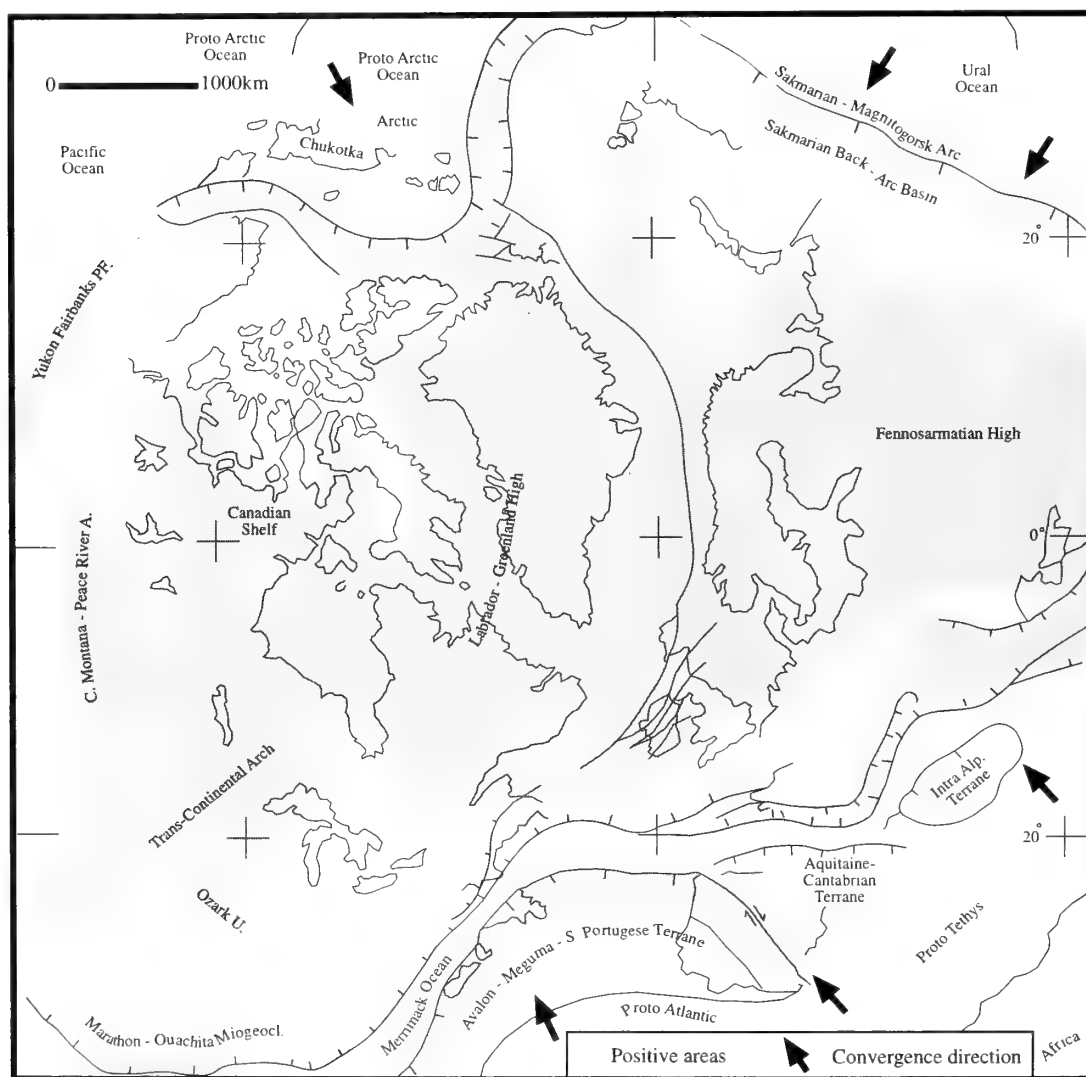 Proto Arctic
Ocean
Proto Arctic
Ocean
0 1000km
Arctic
Chukotka
Pacific
Ocean
Ural
Ocean
Sakmarian - Magnitogorsk Arc
Sakmarian Back - Arc Basin
20°
Yukon Fairbanks PF.
Fennosarmatian High
Canadian
Shelf
Labrador - Greenland High
0°
C. Montana - Peace River A.
Trans-Continental Arch
Intra Alp.
Terrane
20°
Ozark U.
Aquitaine-
Cantabrian
Terrane
Avalon - Meguma - S Portugese Terrane
Proto Tethys
Merrimack Ocean
Marathon - Ouachita Miogeocl.
Proto Atlantic
Africa
Positive areas Convergence direction